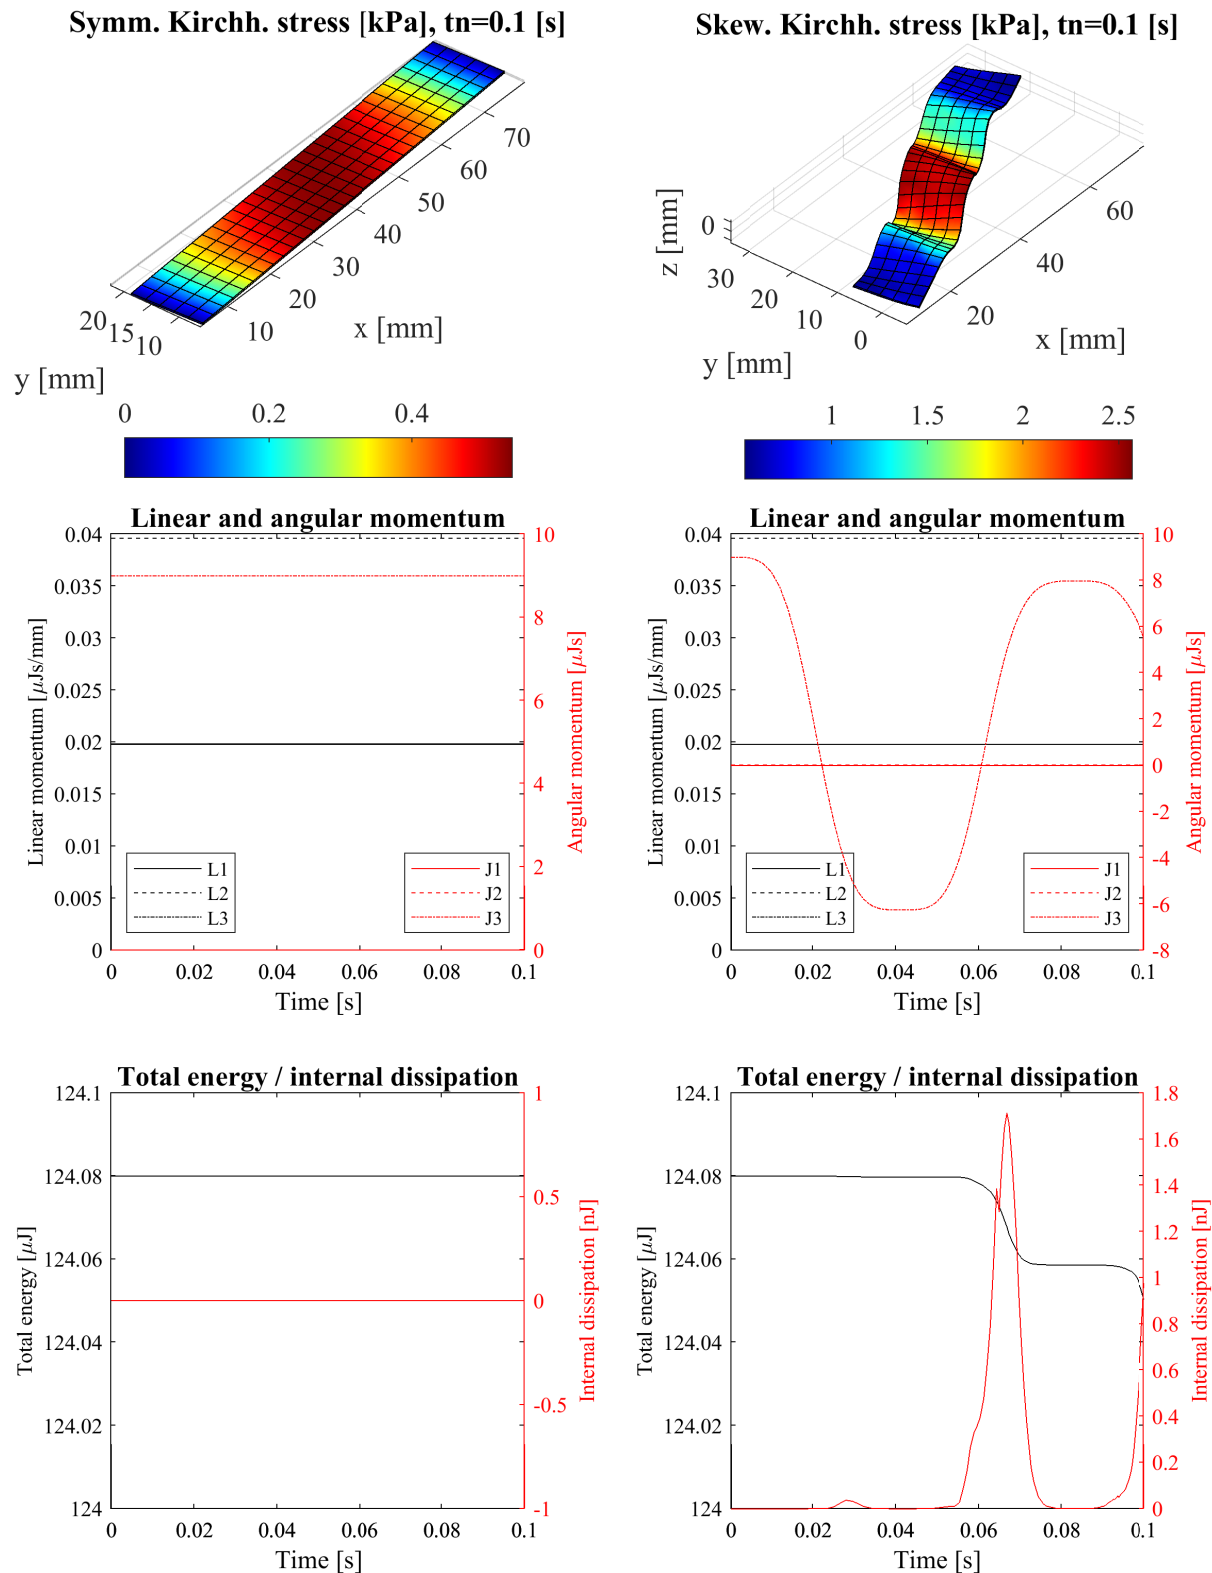 Symm. Kirchh. stress [kPa], tn=0.1 [s]
70
60
50
40
30
20
10
20
15
10
x [mm]
y [mm]
0 0.2 0.4
Skew. Kirchh. stress [kPa], tn=0.1 [s]
z [mm]
0
30
20
10
0
60
40
20
x [mm]
y [mm]
1 1.5 2 2.5
Linear and angular momentum
Linear momentum [μJs/mm]
0.04
0.035
0.03
0.025
0.02
0.015
0.01
0.005
0
10
8
6
4
2
0
Angular momentum [μJs]
L1
L2
L3
J1
J2
J3
0 0.02 0.04 0.06 0.08 0.1
Time [s]
Linear and angular momentum
Linear momentum [μJs/mm]
0.04
0.035
0.03
0.025
0.02
0.015
0.01
0.005
0
10
8
6
4
2
0
-2
-4
-6
-8
Angular momentum [μJs]
L1
L2
L3
J1
J2
J3
0 0.02 0.04 0.06 0.08 0.1
Time [s]
Total energy / internal dissipation
Total energy [μJ]
124.1
124.08
124.06
124.04
124.02
124
1
0.5
0
-0.5
-1
Internal dissipation [nJ]
0 0.02 0.04 0.06 0.08 0.1
Time [s]
Total energy / internal dissipation
Total energy [μJ]
124.1
124.08
124.06
124.04
124.02
124
1.8
1.6
1.4
1.2
1
0.8
0.6
0.4
0.2
0
Internal dissipation [nJ]
0 0.02 0.04 0.06 0.08 0.1
Time [s]